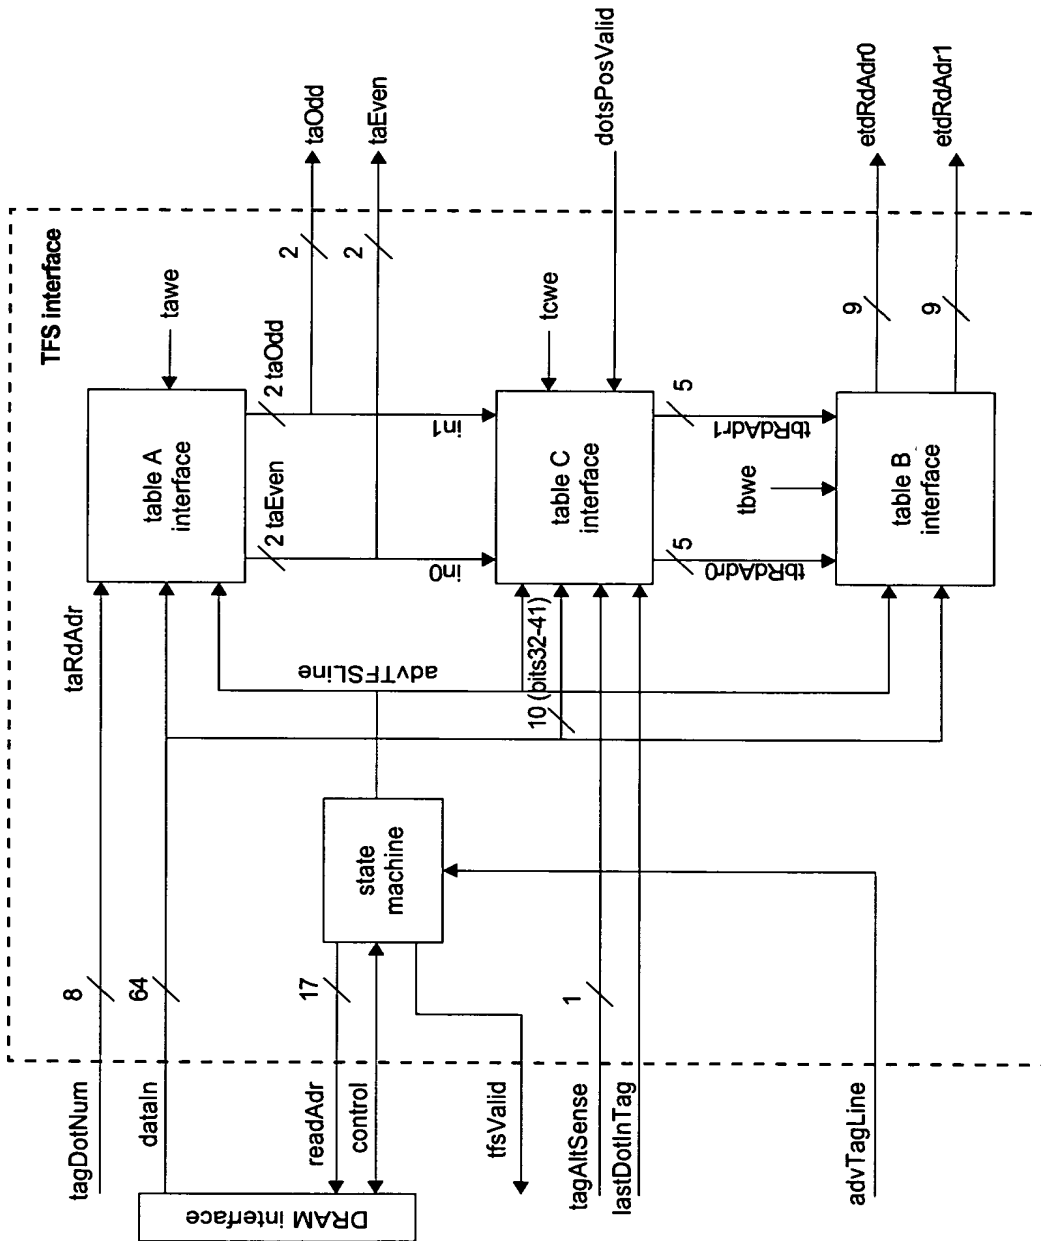 TFS interface
tagDotNum
8
taRdAdr
dataIn
64
table A
interface
tawe
2 taEven
2 taOdd
2
taOdd
2
taEven
DRAM interface
readAdr
17
control
tfsValid
state
machine
advTFSLine
10 (bits32-41)
in0
in1
table C
interface
tcwe
dotsPosValid
tagAltSense
1
lastDotInTag
5
tbRdAdr0
5
tbRdAdr1
tbwe
table B
interface
9
etdRdAdr0
9
etdRdAdr1
advTagLine